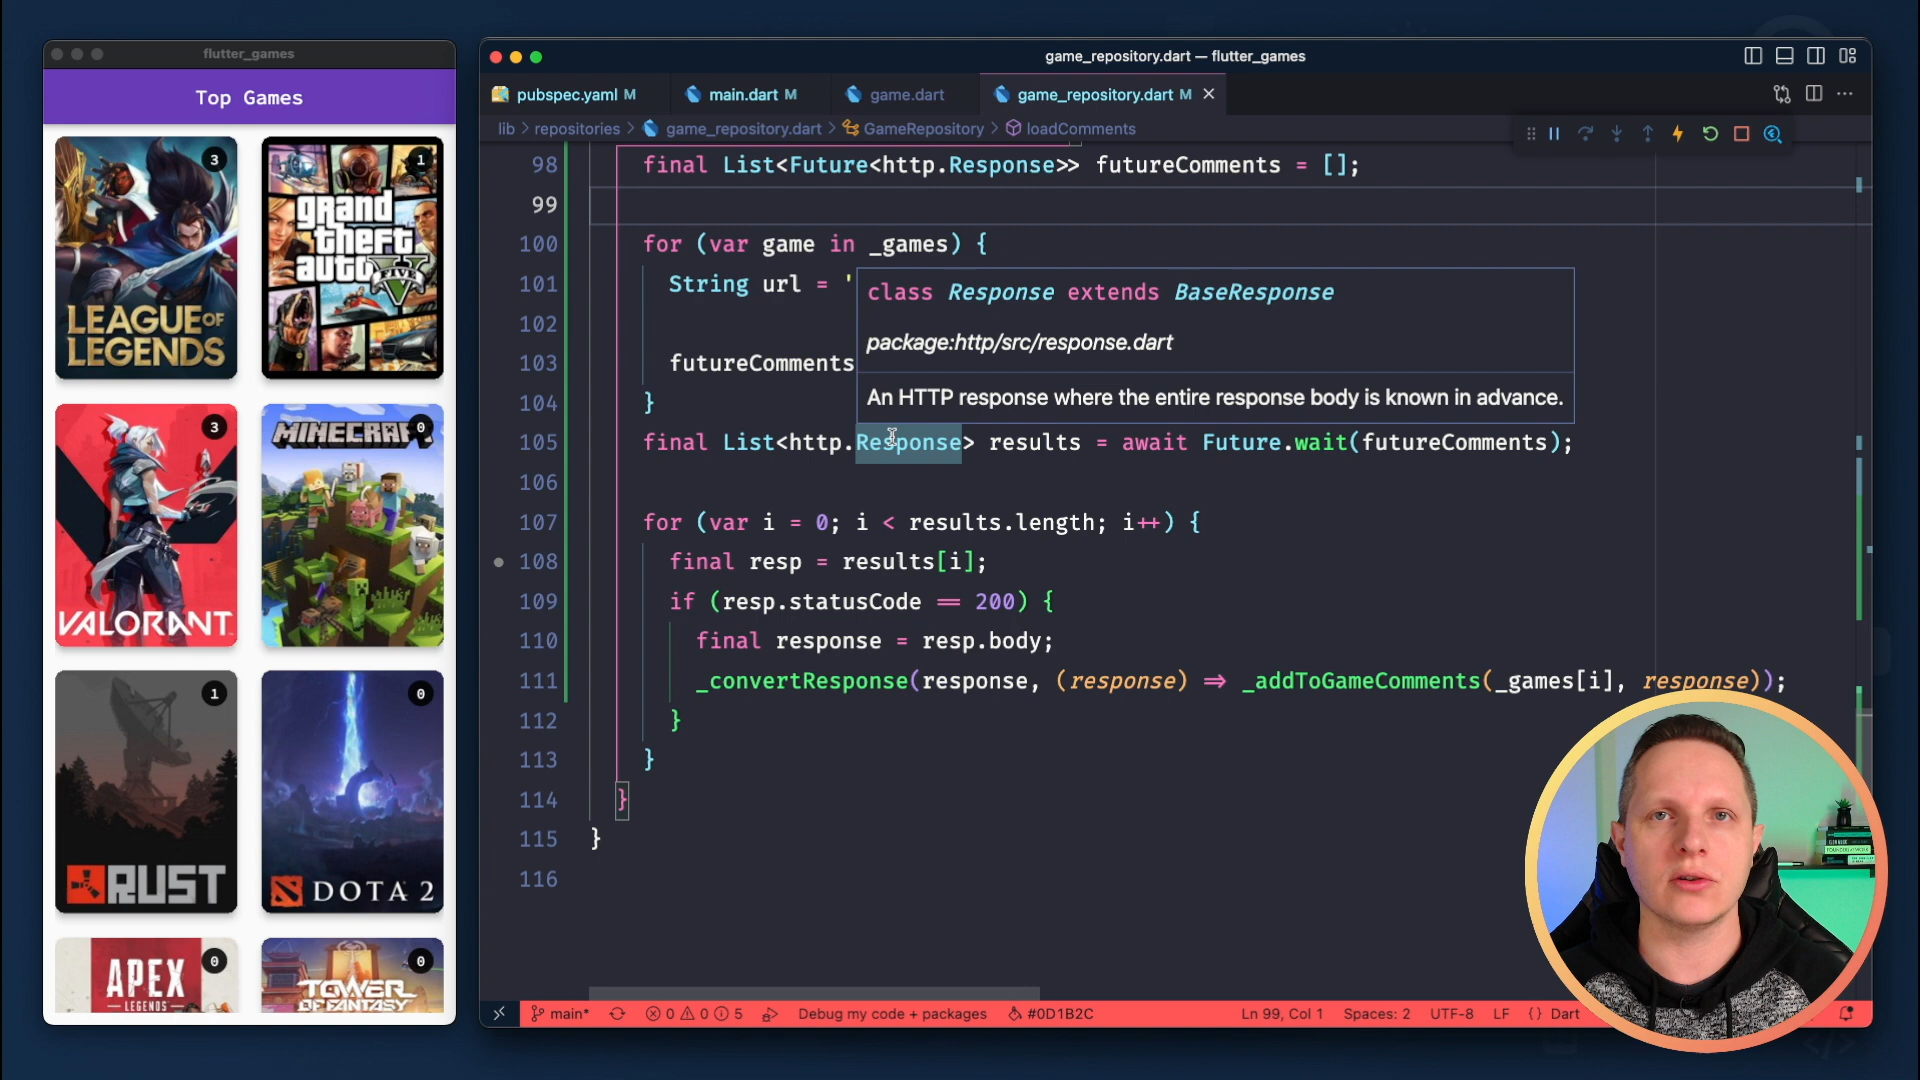 flutter_games
Top Games
3
LEAGUE OF
LEGENDS
1
grand
theft
auto
FIVE
3
VALORANT
MINECRAFT
0
1
RUST
0
DOTA 2
0
APEX
LEGENDS
0
TOWER
OF FANTASY
game_repository.dart — flutter_games
pubspec.yaml M
main.dart M
game.dart
game_repository.dart M
lib > repositories > game_repository.dart > GameRepository > loadComments
98 final List<Future<http.Response>> futureComments = [];
99
100 for (var game in _games) {
101 String url = '
102
103 futureComments
104 }
class Response extends BaseResponse
package:http/src/response.dart
An HTTP response where the entire response body is known in advance.
105 final List<http.Response> results = await Future.wait(futureComments);
106
107 for (var i = 0; i < results.length; i++) {
108 final resp = results[i];
109 if (resp.statusCode == 200) {
110 final response = resp.body;
111 _convertResponse(response, (response) => _addToGameComments(_games[i], response));
112 }
113 }
114 }
115 }
116
main* 0 0 5 Debug my code + packages #0D1B2C Ln 99, Col 1 Spaces: 2 UTF-8 LF {} Dart